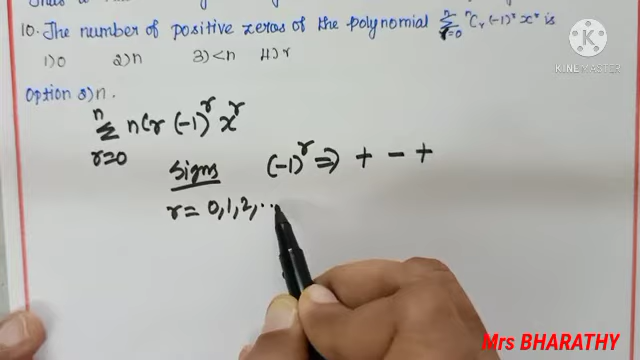 10. The number of positive zeros of the polynomial n Σ r=0 ⁿCᵣ (-1)ʳ xʳ is
1) 0 2) n 3) < n 4) r
Option 3) n.
n Σ r=0 nCr (-1)ʳ xʳ
Signs (-1)ʳ ⇒ + - +
r = 0, 1, 2, ...
KINEMASTER
Mrs BHARATHY